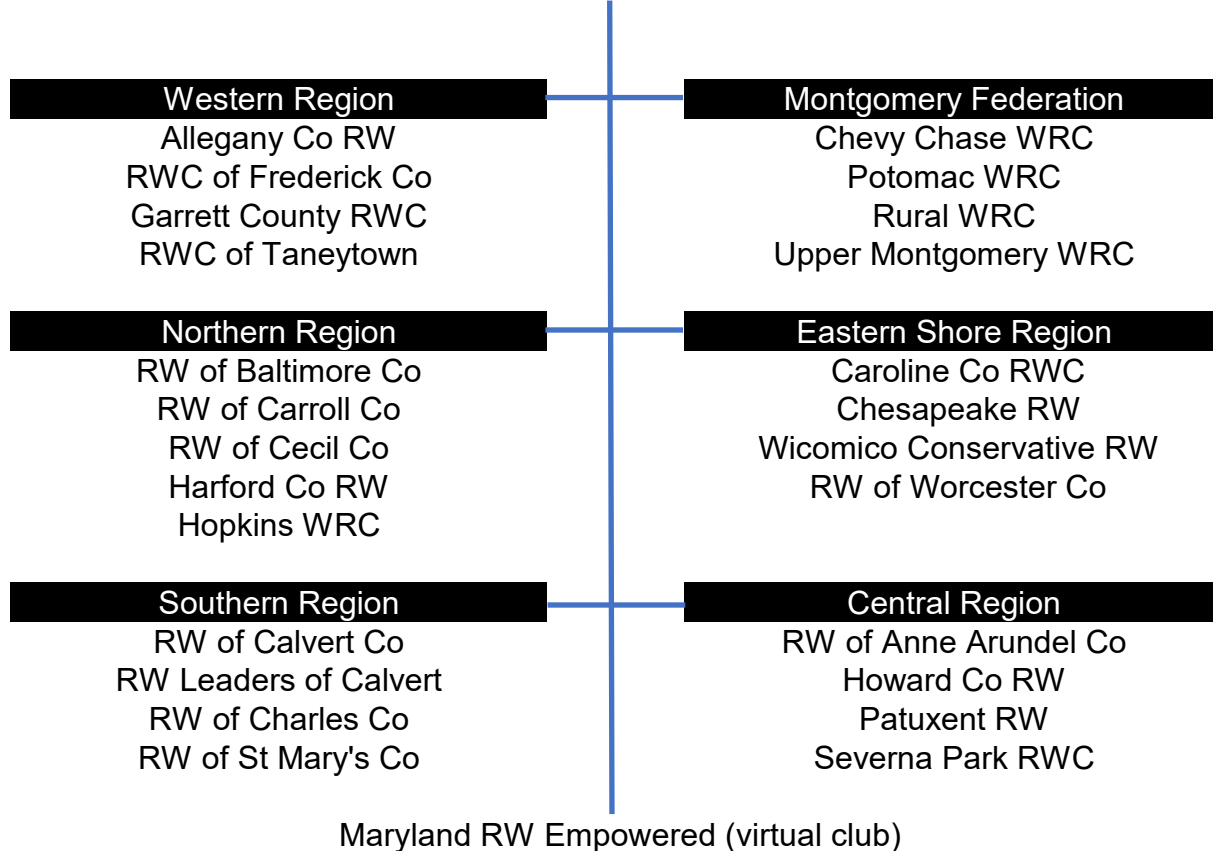 Western Region
Allegany Co RW
RWC of Frederick Co
Garrett County RWC
RWC of Taneytown
Montgomery Federation
Chevy Chase WRC
Potomac WRC
Rural WRC
Upper Montgomery WRC
Northern Region
RW of Baltimore Co
RW of Carroll Co
RW of Cecil Co
Harford Co RW
Hopkins WRC
Eastern Shore Region
Caroline Co RWC
Chesapeake RW
Wicomico Conservative RW
RW of Worcester Co
Southern Region
RW of Calvert Co
RW Leaders of Calvert
RW of Charles Co
RW of St Mary's Co
Central Region
RW of Anne Arundel Co
Howard Co RW
Patuxent RW
Severna Park RWC
Maryland RW Empowered (virtual club)